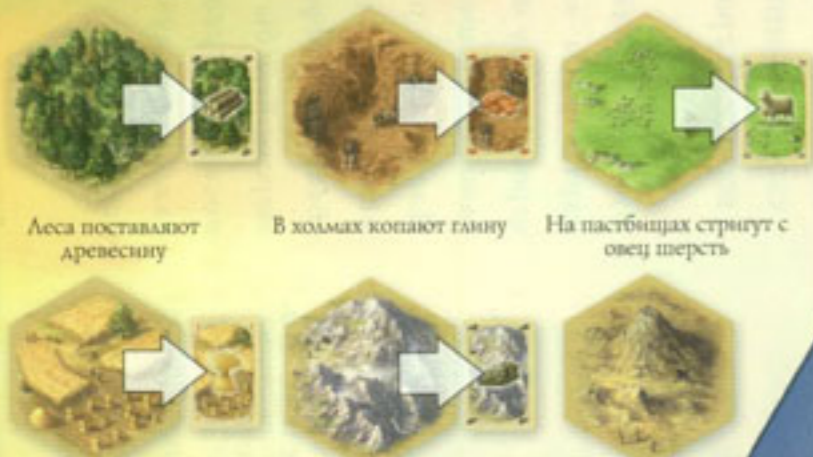 Леса поставляют
древесину
В холмах копают глину
На пастбищах стригут с
овец шерсть